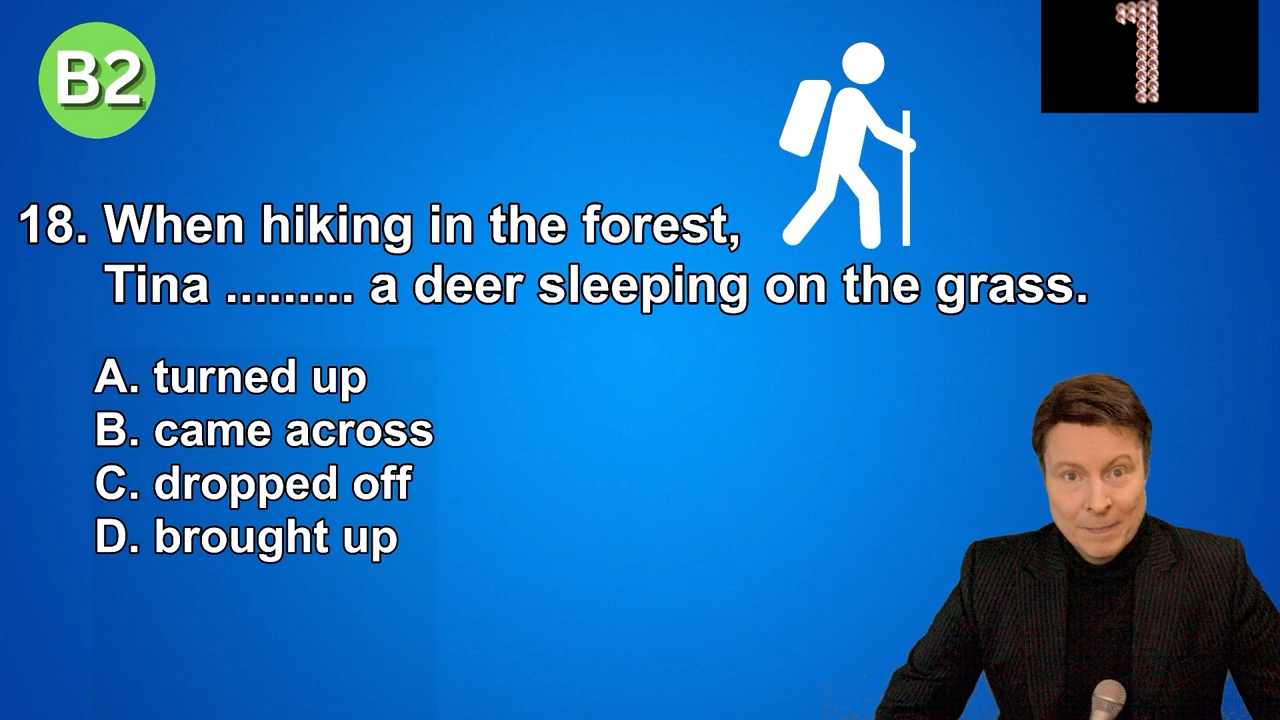 B2
1
18. When hiking in the forest,
Tina ......... a deer sleeping on the grass.
A. turned up
B. came across
C. dropped off
D. brought up